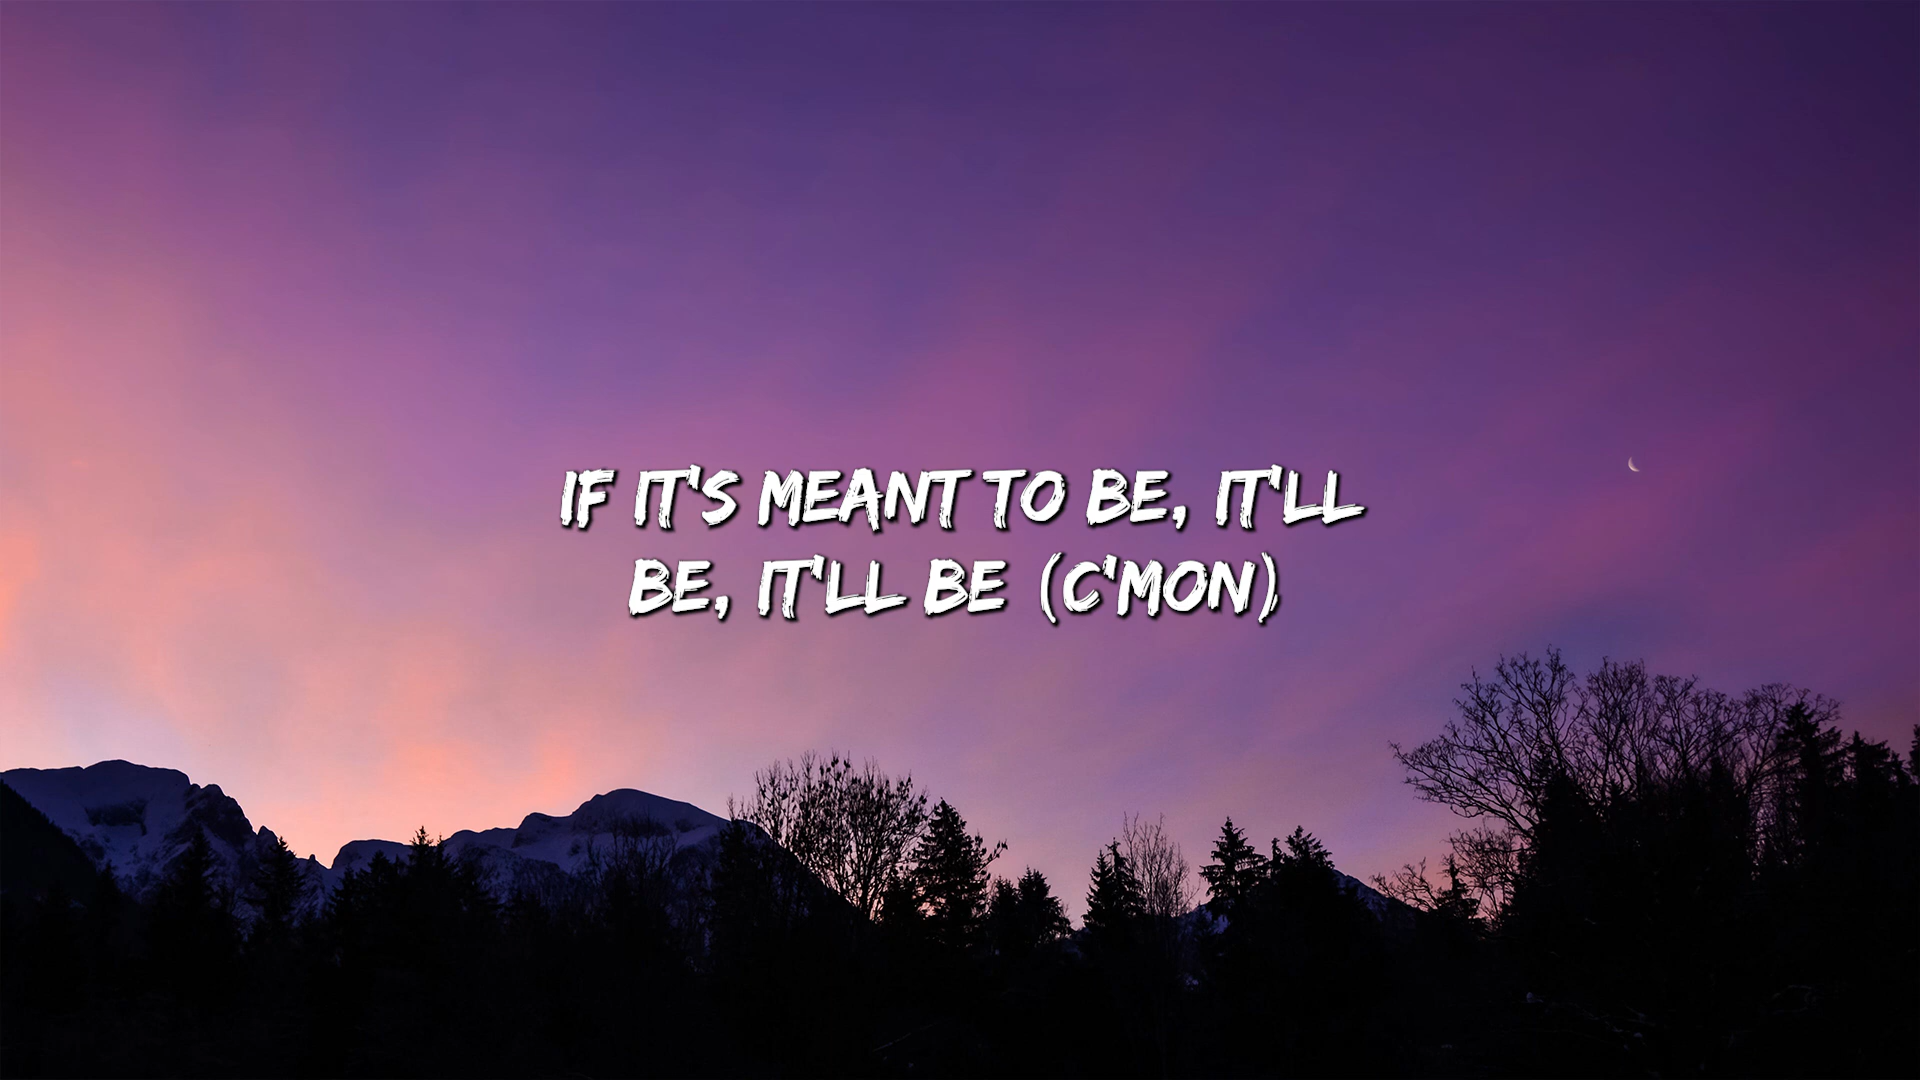 IF IT'S MEANT TO BE, IT'LL
BE, IT'LL BE (C'MON)